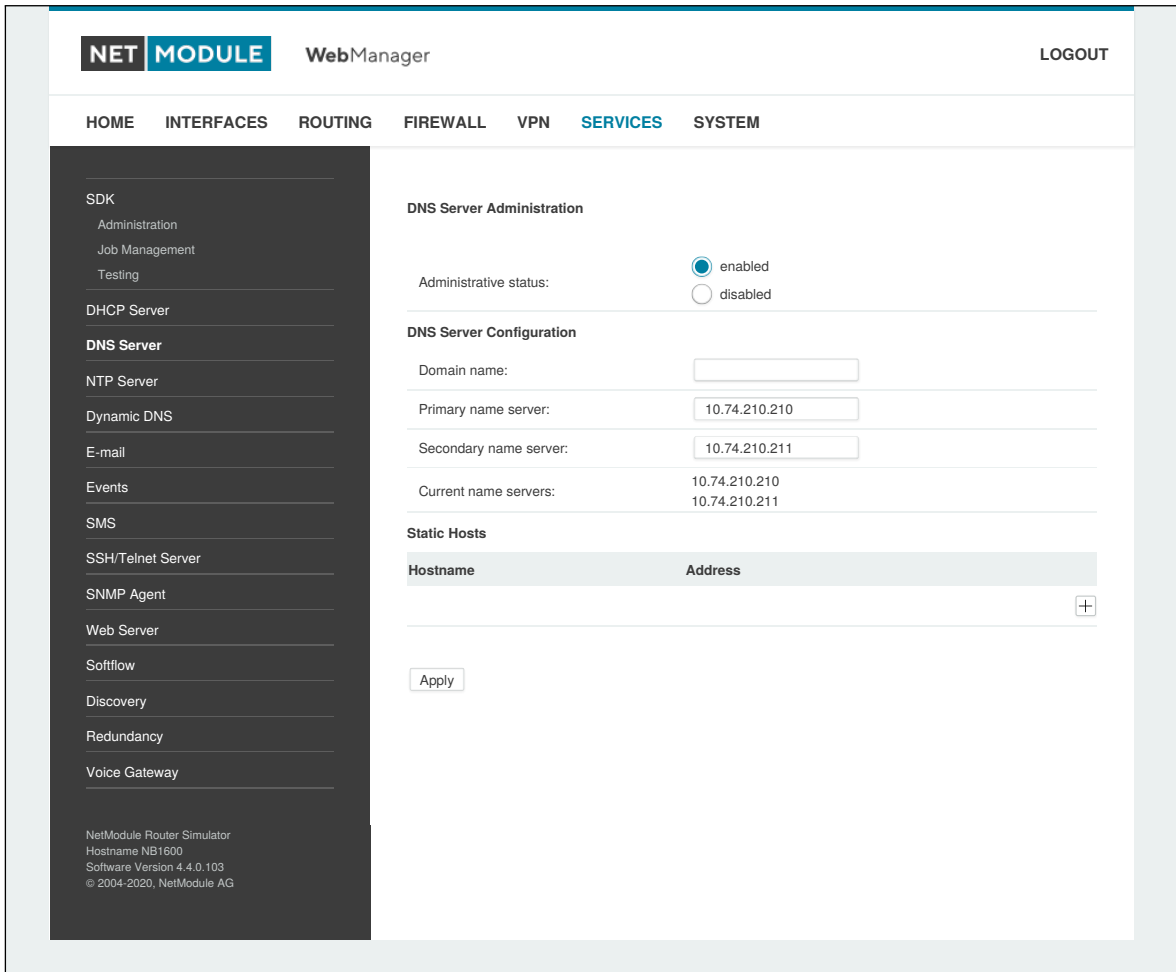 NET MODULE WebManager LOGOUT
HOME INTERFACES ROUTING FIREWALL VPN SERVICES SYSTEM
SDK
Administration
Job Management
Testing
DHCP Server
DNS Server
NTP Server
Dynamic DNS
E-mail
Events
SMS
SSH/Telnet Server
SNMP Agent
Web Server
Softflow
Discovery
Redundancy
Voice Gateway
NetModule Router Simulator
Hostname NB1600
Software Version 4.4.0.103
© 2004-2020, NetModule AG
DNS Server Administration
Administrative status:
enabled
disabled
DNS Server Configuration
Domain name:
Primary name server: 10.74.210.210
Secondary name server: 10.74.210.211
Current name servers:
10.74.210.210
10.74.210.211
Static Hosts
Hostname Address
Apply